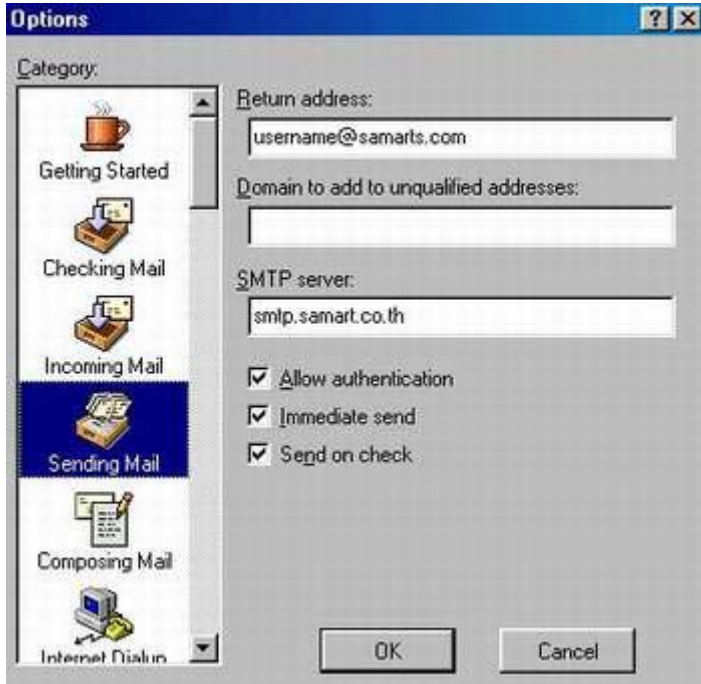 Options
Category:
Getting Started
Checking Mail
Incoming Mail
Sending Mail
Composing Mail
Internet Dialup
Return address:
username@samarts.com
Domain to add to unqualified addresses:
SMTP server:
smtp.samart.co.th
Allow authentication
Immediate send
Send on check
OK
Cancel